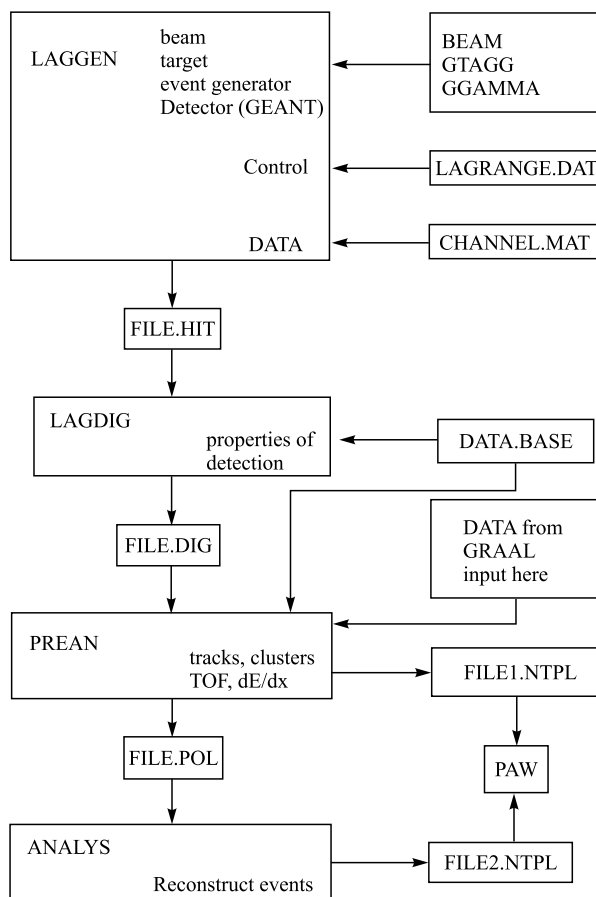 LAGGEN
beam
target
event generator
Detector (GEANT)
Control
DATA
BEAM
GTAGG
GGAMMA
LAGRANGE.DAT
CHANNEL.MAT
FILE.HIT
LAGDIG
properties of
detection
DATA.BASE
FILE.DIG
DATA from
GRAAL
input here
PREAN
tracks, clusters
TOF, dE/dx
FILE1.NTPL
FILE.POL
PAW
ANALYS
Reconstruct events
FILE2.NTPL